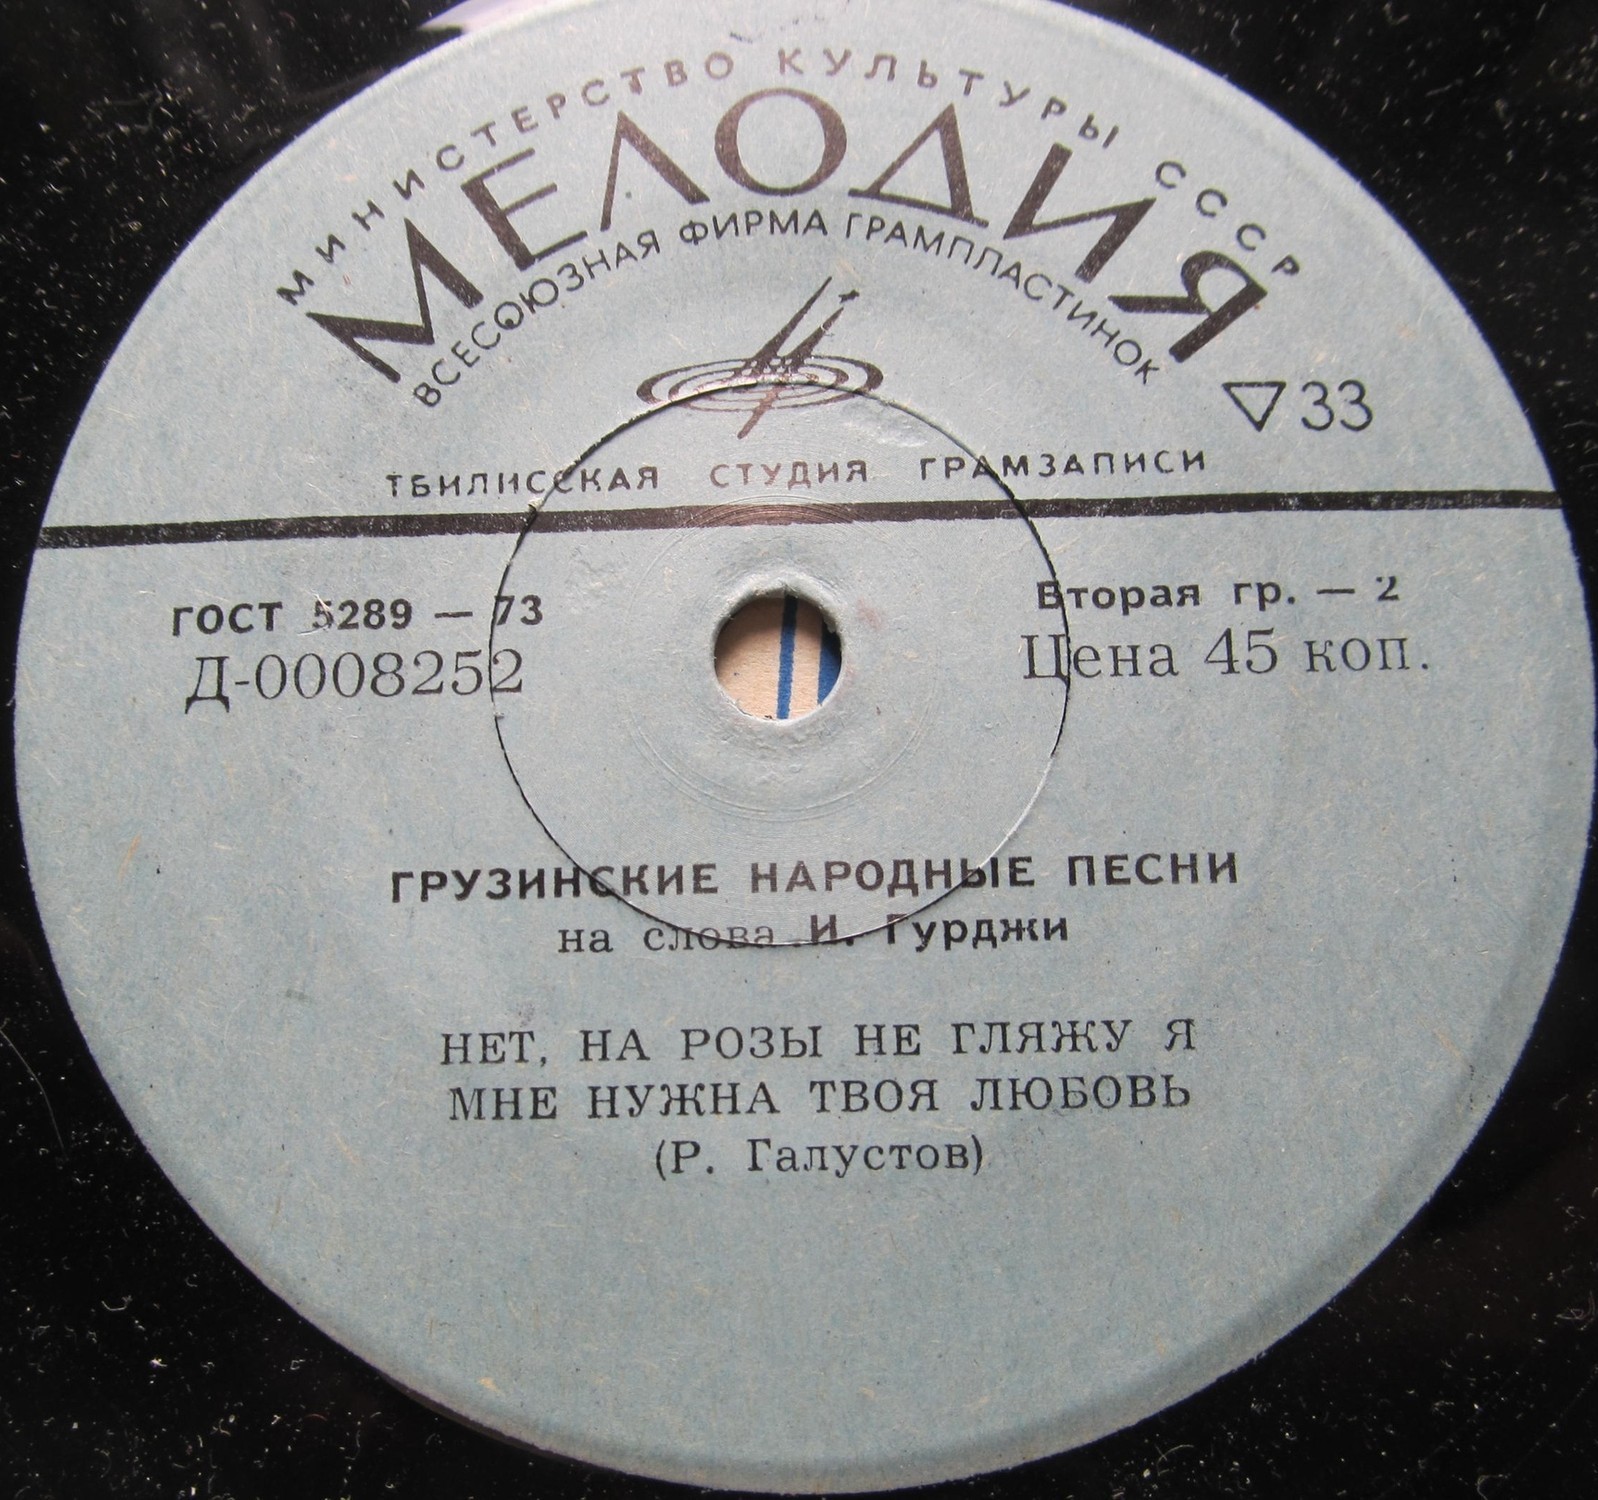 МИНИСТЕРСТВО КУЛЬТУРЫ СССР
МЕЛОДИЯ
ВСЕСОЮЗНАЯ ФИРМА ГРАМПЛАСТИНОК
33
ТБИЛИССКАЯ СТУДИЯ ГРАМЗАПИСИ
ГОСТ 5289 — 73
Д-0008252
Вторая гр. — 2
Цена 45 коп.
ГРУЗИНСКИЕ НАРОДНЫЕ ПЕСНИ
на слова И. Гурджи
НЕТ, НА РОЗЫ НЕ ГЛЯЖУ Я
МНЕ НУЖНА ТВОЯ ЛЮБОВЬ
(Р. Галустов)